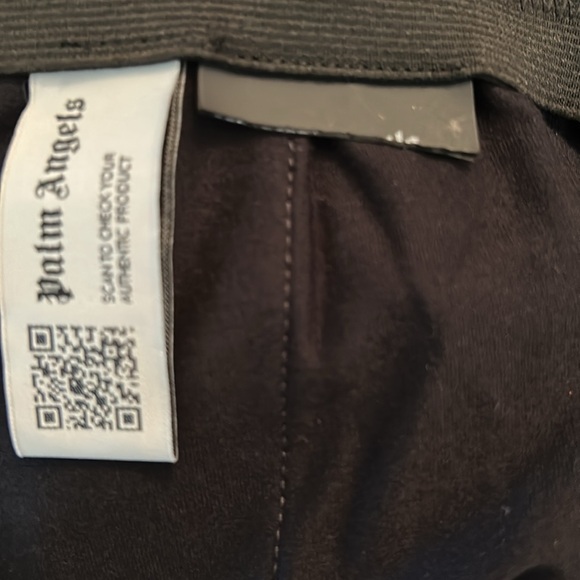 Palm Angels
SCAN TO CHECK YOUR
AUTHENTIC PRODUCT